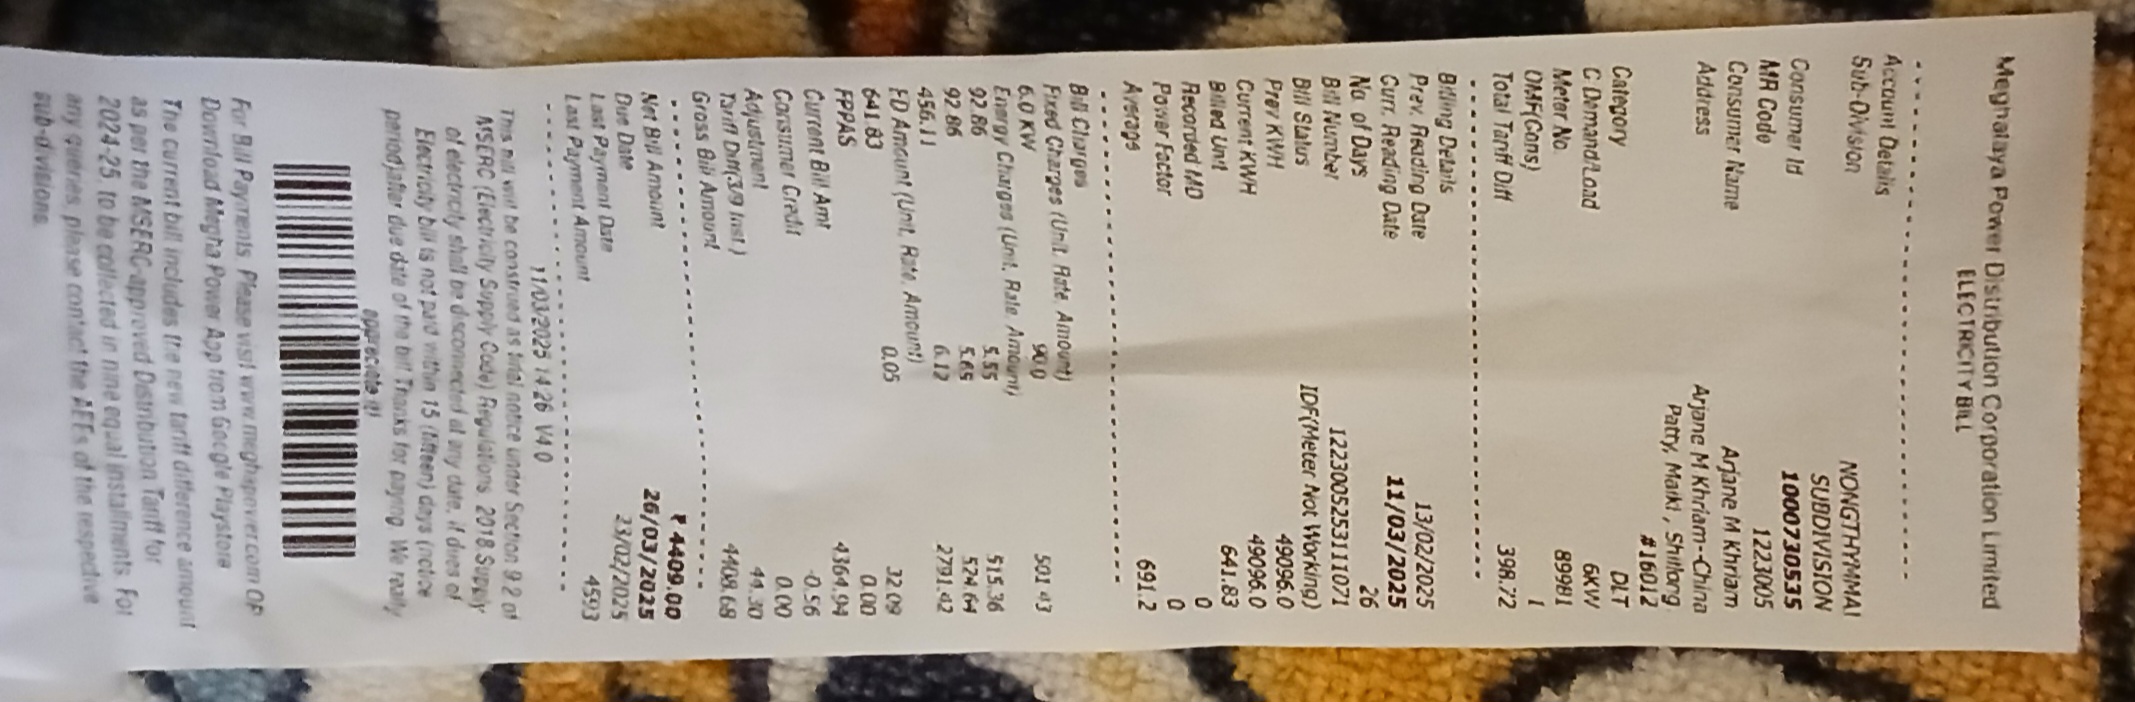 Meghalaya Power Distribution Corporation Limited
ELECTRICITY BILL
Account Details
Sub-Division NONGTHYMMAI
SUBDIVISION
Consumer Id 1000730535
MR Code 1223005
Consumer Name Arjane M Khriam
Address Arjane M Khriam-China
Patty, Malki, Shillong,
#16012
Category DLT
C Demand/Load 6KW
Meter No. 89981
OMF(Cons) 1
Total Tariff Diff 398.72
Billing Details
Prev. Reading Date 13/02/2025
Curr. Reading Date 11/03/2025
No. of Days 26
Bill Number 1223005253111071
Bill Status IDF(Meter Not Working)
Prev KWH 49096.0
Current KWH 49096.0
Billed Unit 641.83
Recorded MD 0
Power Factor 0
Average 691.2
Bill Charges
Fixed Charges (Unit, Rate, Amount)
6.0 KW 90.0 501.43
Energy Charges (Unit, Rate, Amount)
92.86 5.55 515.36
92.86 5.65 524.64
456.11 6.12 2791.42
ED Amount (Unit, Rate, Amount)
641.83 0.05 32.09
FPPAS 0.00
Current Bill Amt 4364.94
Consumer Credit -0.56
Adjustment 0.00
Tariff Diff(3/9 Inst.) 44.30
Gross Bill Amount 4408.68
Net Bill Amount ₹ 4409.00
Due Date 26/03/2025
Last Payment Date 23/02/2025
Last Payment Amount 4593
11/03/2025 14:26 V4.0
This bill will be construed as trial notice under Section 9.2 of
MSERC (Electricity Supply Code) Regulations, 2018.Supply
of electricity shall be disconnected at any date, if dues of
Electricity bill is not paid within 15 (fifteen) days (notice
period) after due date of the bill Thanks for paying. We really
appreciate it!
For Bill Payments. Please visit www.meghapower.com OR
Download Megha Power App from Google Playstore
The current bill includes the new tariff difference amount
as per the MSERC-approved Distribution Tariff for
2024-25, to be collected in nine equal installments. For
any queries, please contact the AEEs of the respective
sub-divisions.